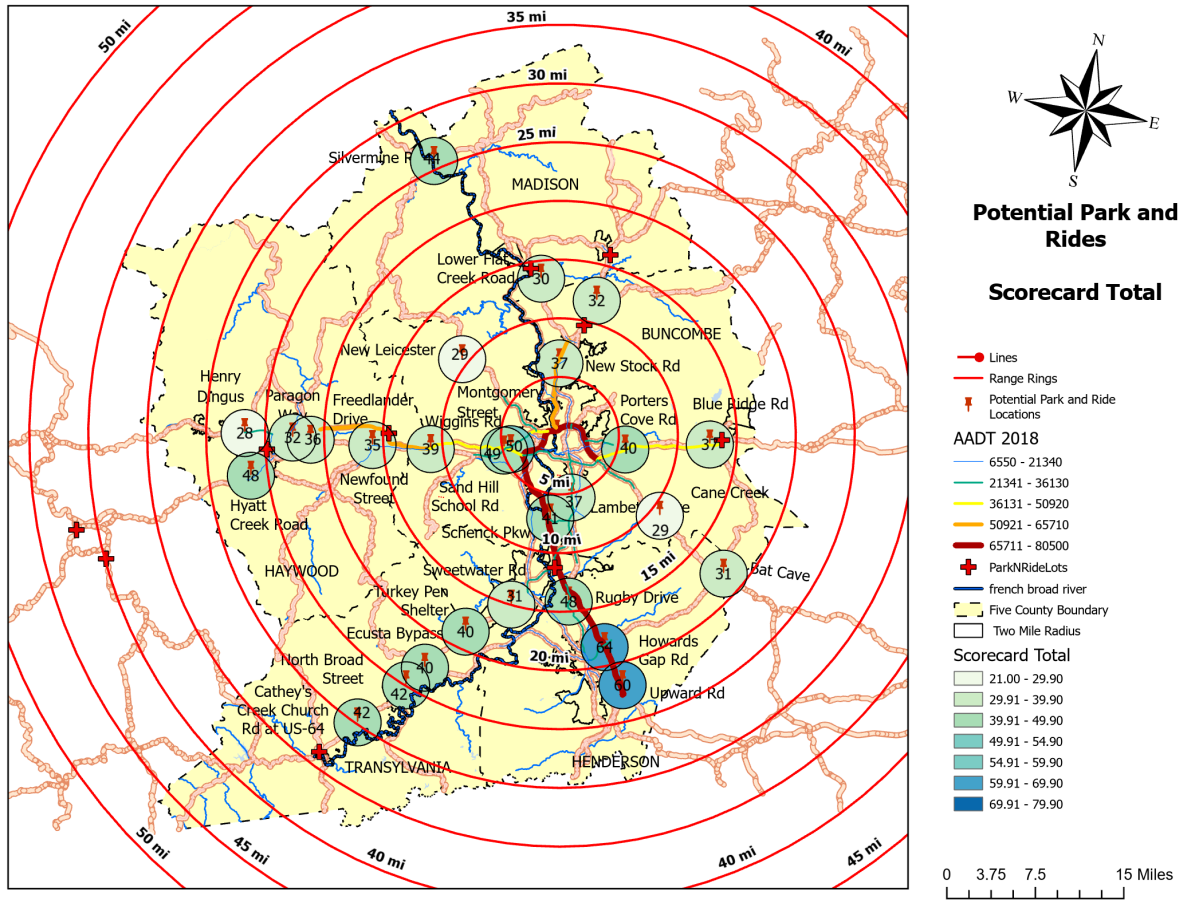 50 mi
35 mi
40 mi
30 mi
25 mi
Silvermine R
44
MADISON
Lower Flat
Creek Road
30
32
BUNCOMBE
New Leicester
29
37
New Stock Rd
Henry
Dingus
Paragon
Freedlander
Drive
Montgomery
Street
Wiggins Rd
Porters
Cove Rd
Blue Ridge Rd
28
32
36
35
39
49
50
40
37
48
Newfound
Street
Sand Hill
School Rd
5 mi
37
Cane Creek
Hyatt
Creek Road
Schenck Pkw
41
Lambe
e
29
10 mi
HAYWOOD
Sweetwater Rd
15 mi
31
Bat Cave
Turkey Pen
Shelter
31
48
Rugby Drive
Ecusta Bypass
40
64
Howards
Gap Rd
North Broad
Street
40
20 mi
42
60
Upward Rd
Cathey's
Creek Church
Rd at US-64
42
TRANSYLVANIA
HENDERSON
50 mi
45 mi
40 mi
40 mi
45 mi
N
W
E
S
Potential Park and
Rides
Scorecard Total
Lines
Range Rings
Potential Park and Ride
Locations
AADT 2018
6550 - 21340
21341 - 36130
36131 - 50920
50921 - 65710
65711 - 80500
ParkNRideLots
french broad river
Five County Boundary
Two Mile Radius
Scorecard Total
21.00 - 29.90
29.91 - 39.90
39.91 - 49.90
49.91 - 54.90
54.91 - 59.90
59.91 - 69.90
69.91 - 79.90
0 3.75 7.5 15 Miles